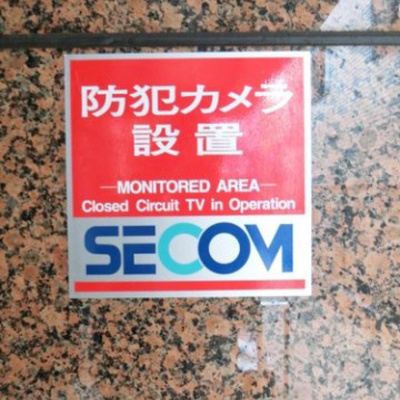 防犯カメラ
設置
—MONITORED AREA—
Closed Circuit TV in Operation
SECOM